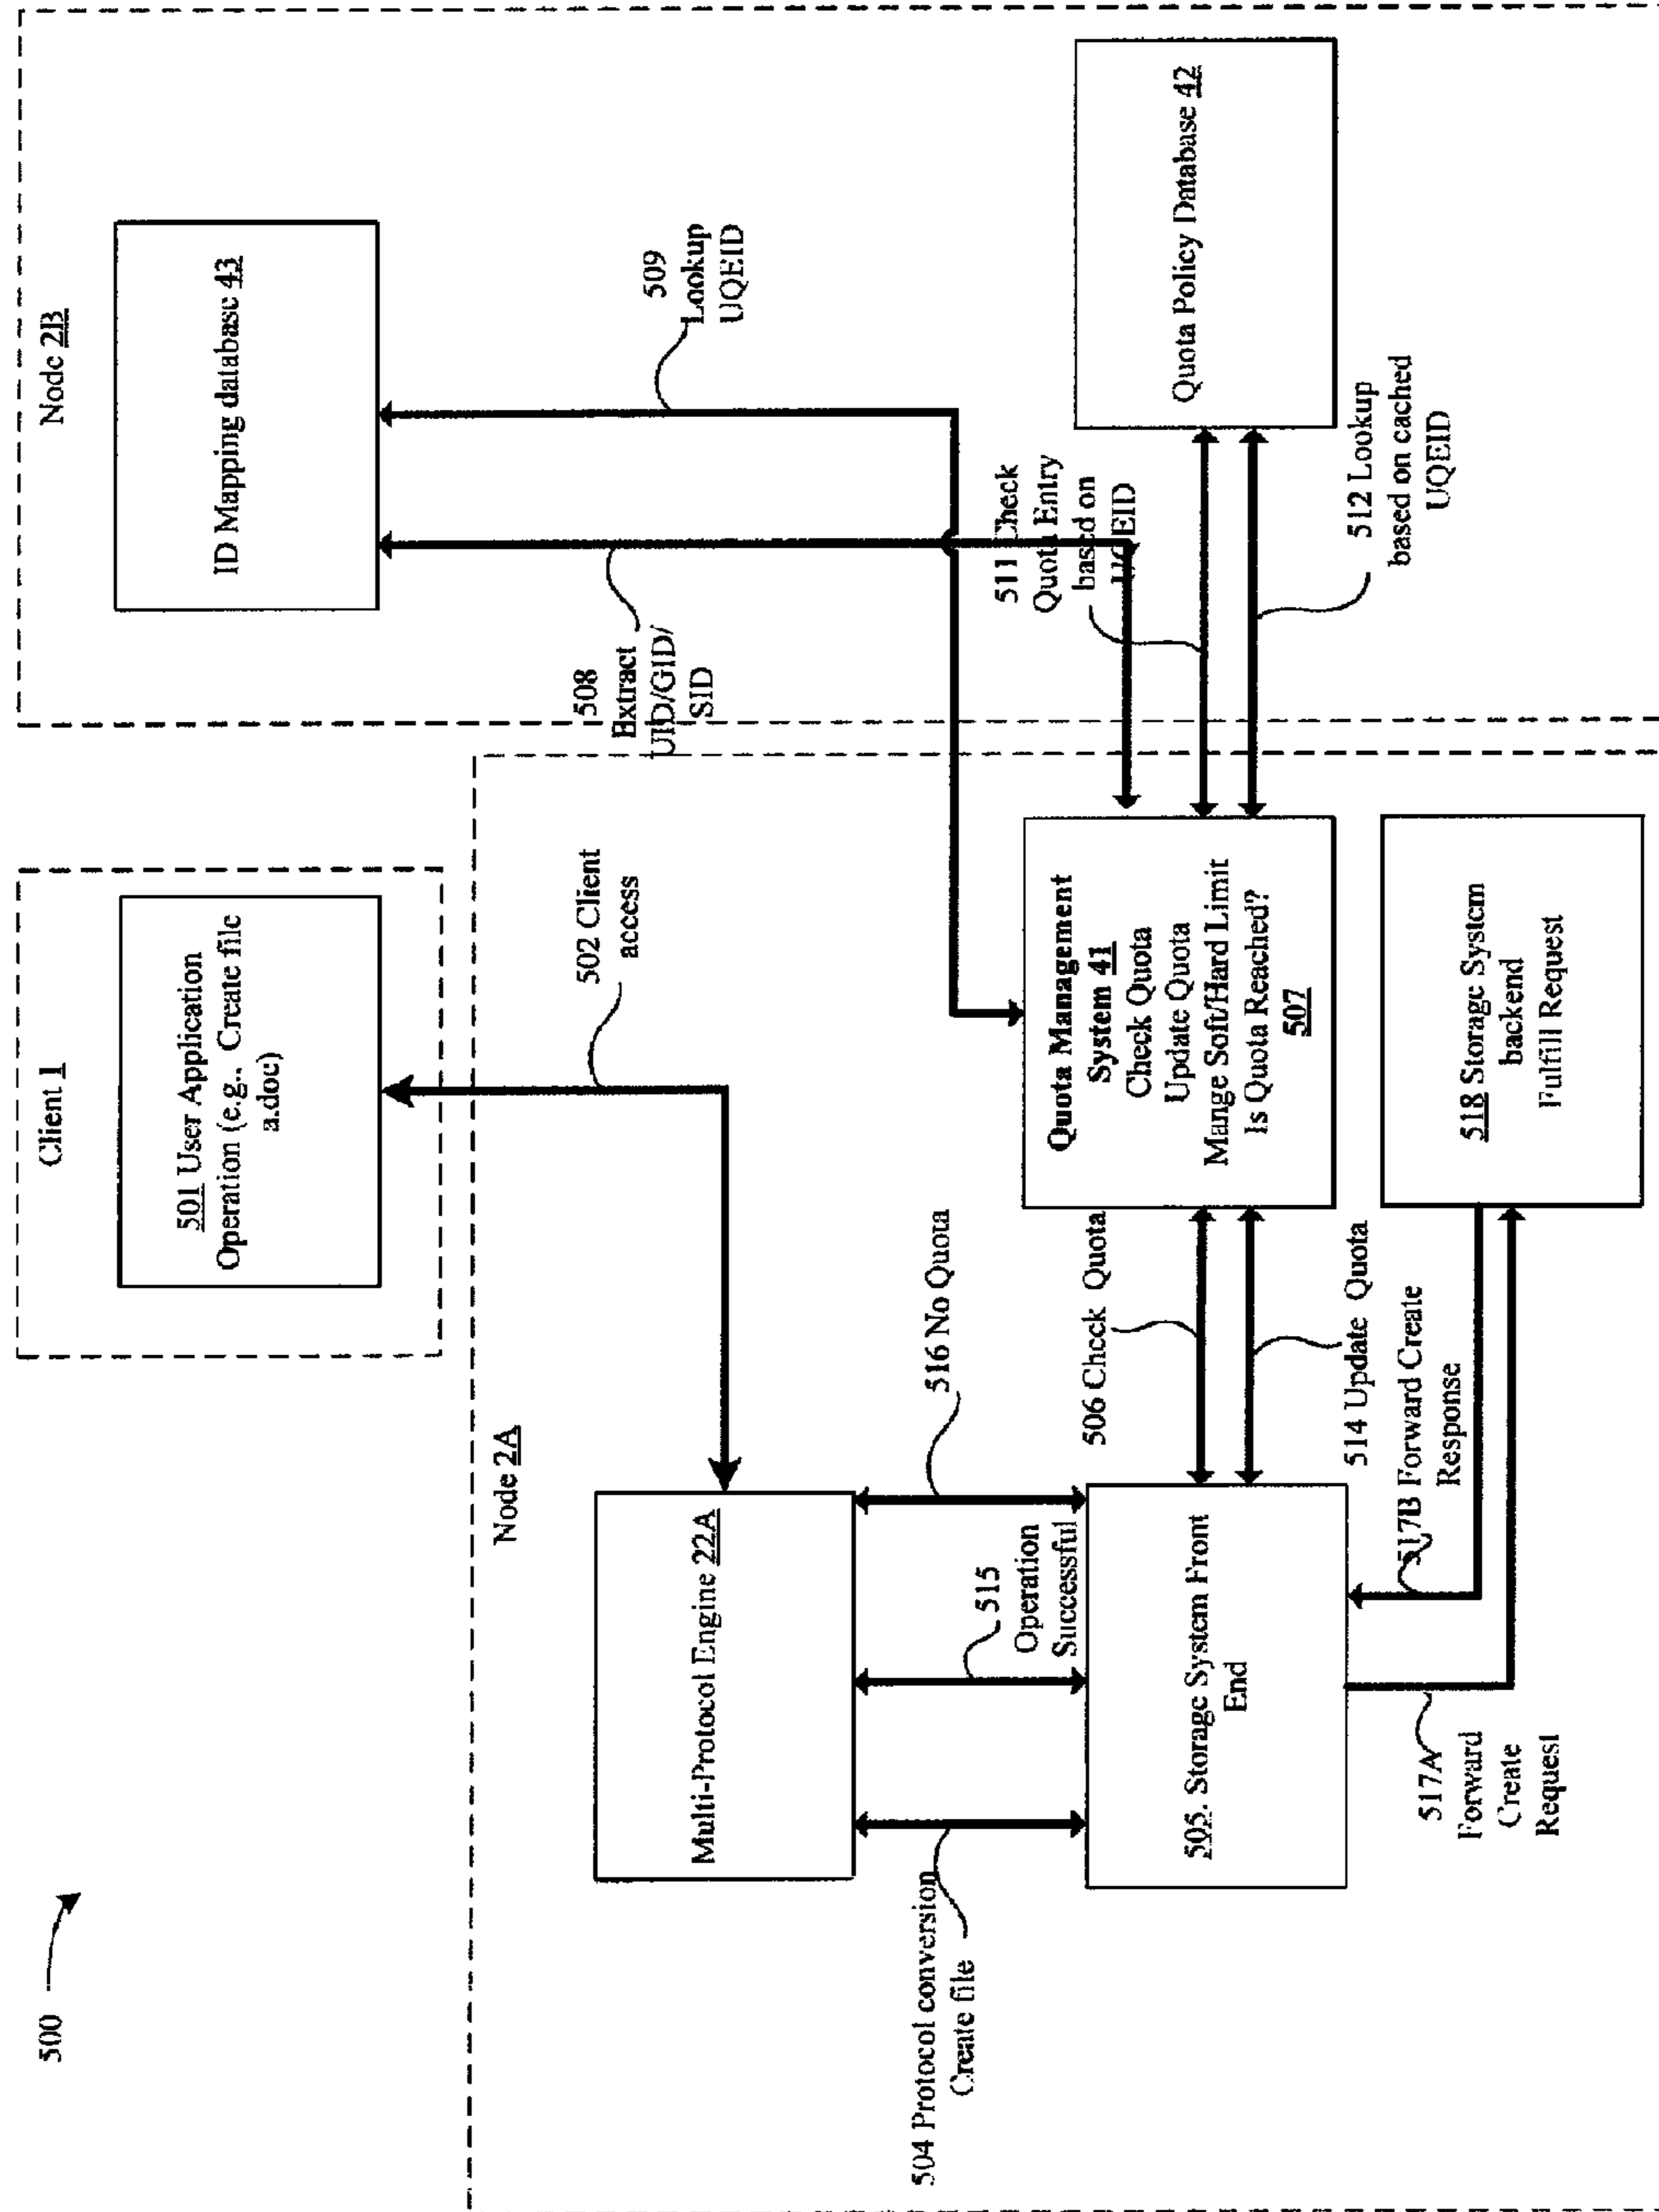 500
Client 1
501 User Application
Operation (e.g., Create file
a.doc)
502 Client
access
Node 2A
Multi-Protocol Engine 22A
504 Protocol conversion
Create file
515
Operation
Successful
516 No Quota
505. Storage System Front
End
506 Check Quota
514 Update Quota
517A
Forward
Create
Request
517B Forward Create
Response
Quota Management
System 41
Check Quota
Update Quota
Mange Soft/Hard Limit
Is Quota Reached?
507
518 Storage System
backend
Fulfill Request
Node 2B
ID Mapping database 43
508
Extract
UID/GID/
SID
509
Lookup
UQEID
511 Check
Quota Entry
based on
UQEID
512 Lookup
based on cached
UQEID
Quota Policy Database 42